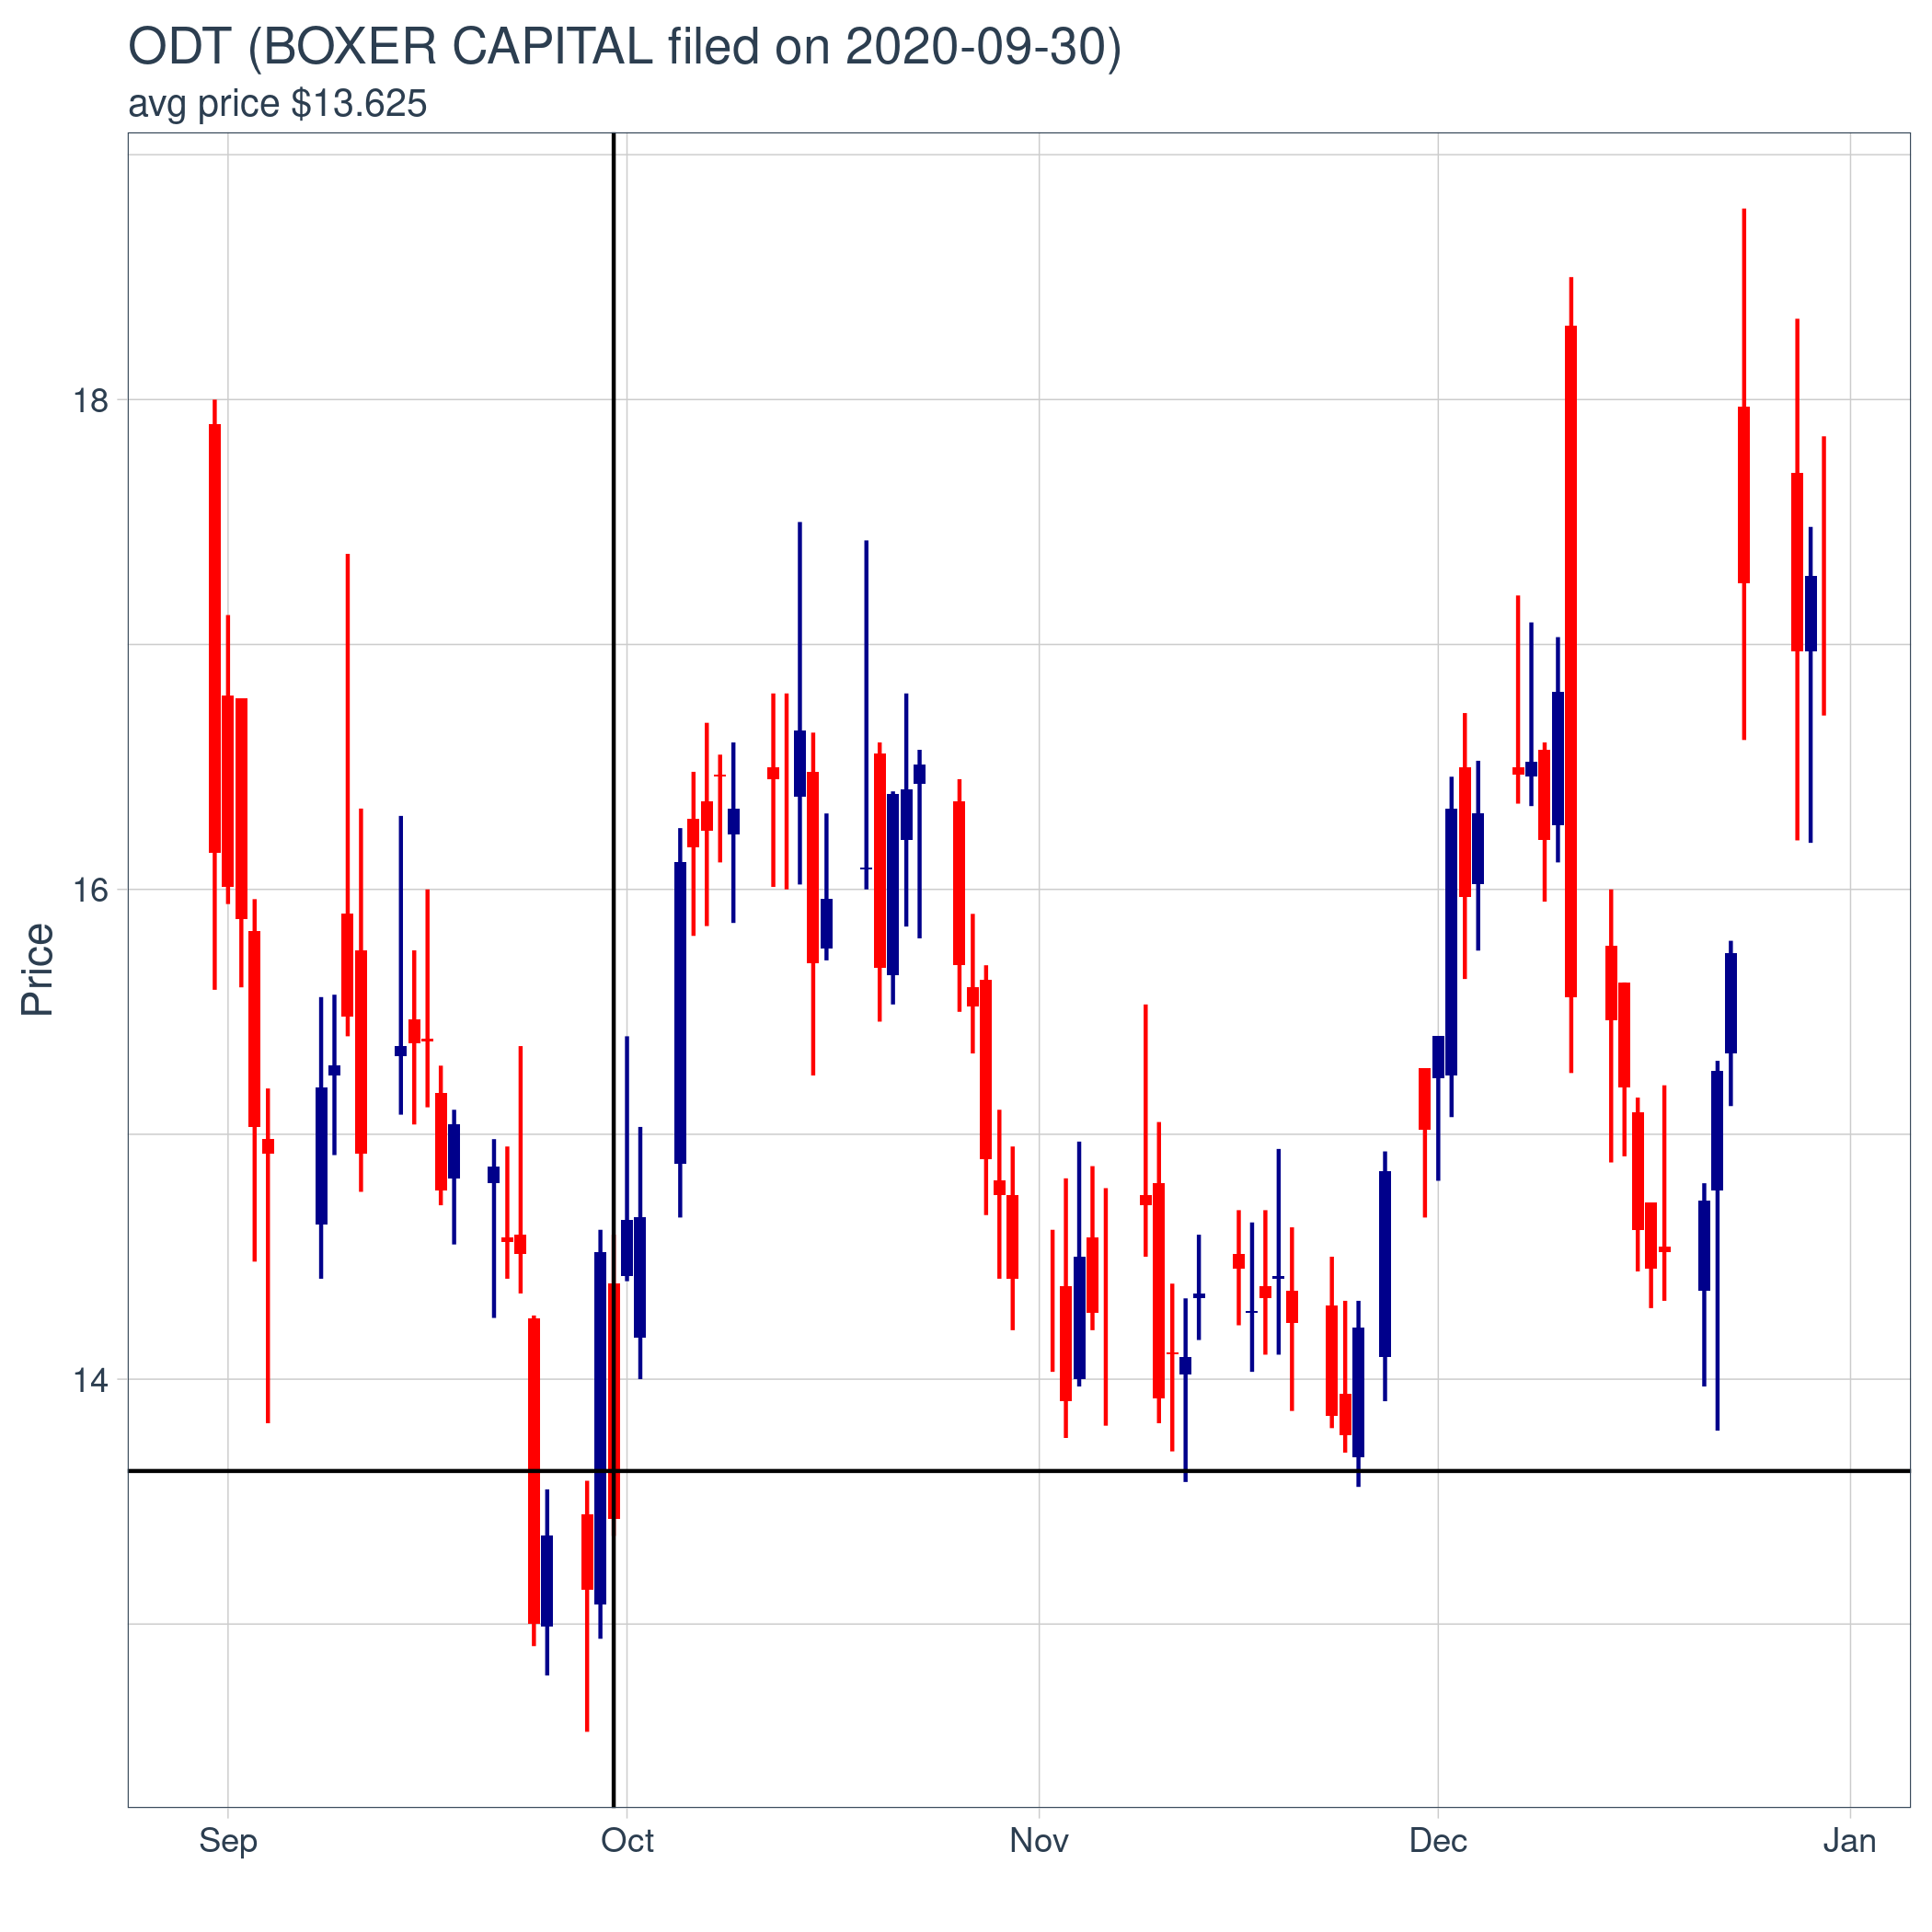 ODT (BOXER CAPITAL filed on 2020-09-30)
avg price $13.625
18
16
14
Price
Sep Oct Nov Dec Jan